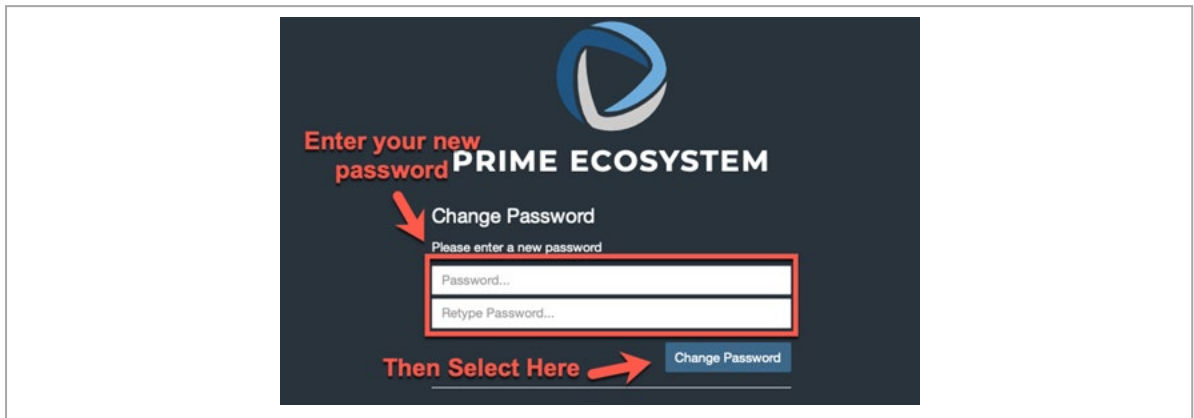 Enter your new
password
PRIME ECOSYSTEM
Change Password
Please enter a new password
Password...
Retype Password...
Then Select Here
Change Password